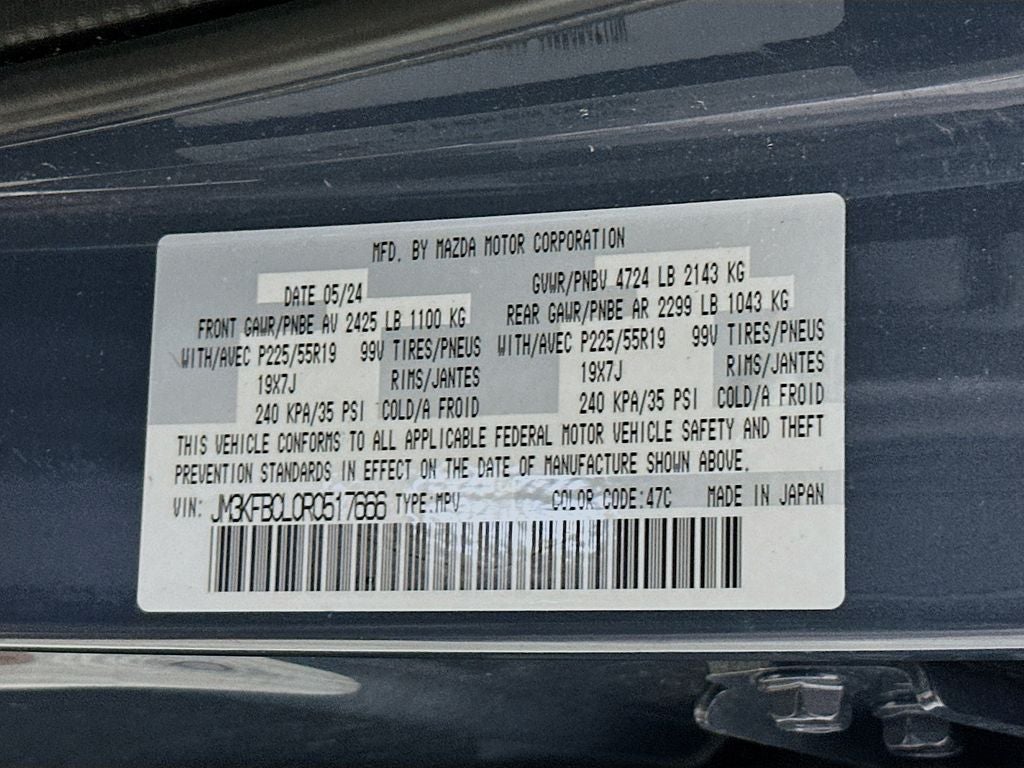 MFD. BY MAZDA MOTOR CORPORATION
DATE 05/24 GVWR/PNBV 4724 LB 2143 KG
FRONT GAWR/PNBE AV 2425 LB 1100 KG REAR GAWR/PNBE AR 2299 LB 1043 KG
WITH/AVEC P225/55R19 99V TIRES/PNEUS WITH/AVEC P225/55R19 99V TIRES/PNEUS
19X7J RIMS/JANTES 19X7J RIMS/JANTES
240 KPA/35 PSI COLD/A FROID 240 KPA/35 PSI COLD/A FROID
THIS VEHICLE CONFORMS TO ALL APPLICABLE FEDERAL MOTOR VEHICLE SAFETY AND THEFT
PREVENTION STANDARDS IN EFFECT ON THE DATE OF MANUFACTURE SHOWN ABOVE.
VIN: JM3KFBCL0R0517666 TYPE:MPV COLOR CODE:47C MADE IN JAPAN